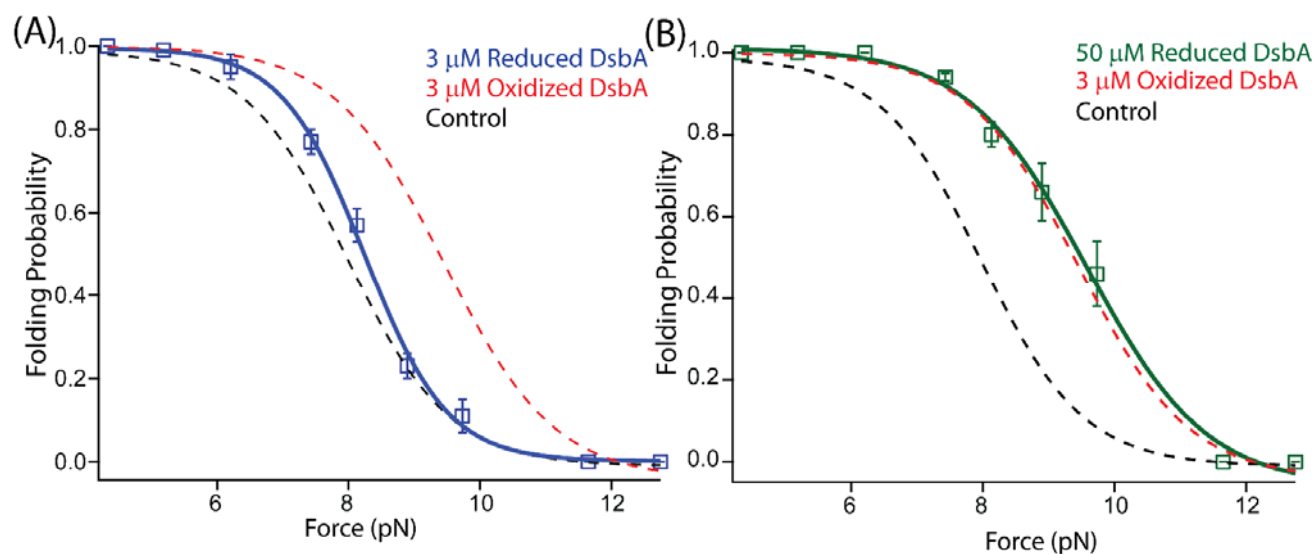 (A)
3 μM Reduced DsbA
3 μM Oxidized DsbA
Control
Folding Probability
1.0
0.8
0.6
0.4
0.2
0.0
6 8 10 12
Force (pN)
(B)
50 μM Reduced DsbA
3 μM Oxidized DsbA
Control
Folding Probability
1.0
0.8
0.6
0.4
0.2
0.0
6 8 10 12
Force (pN)